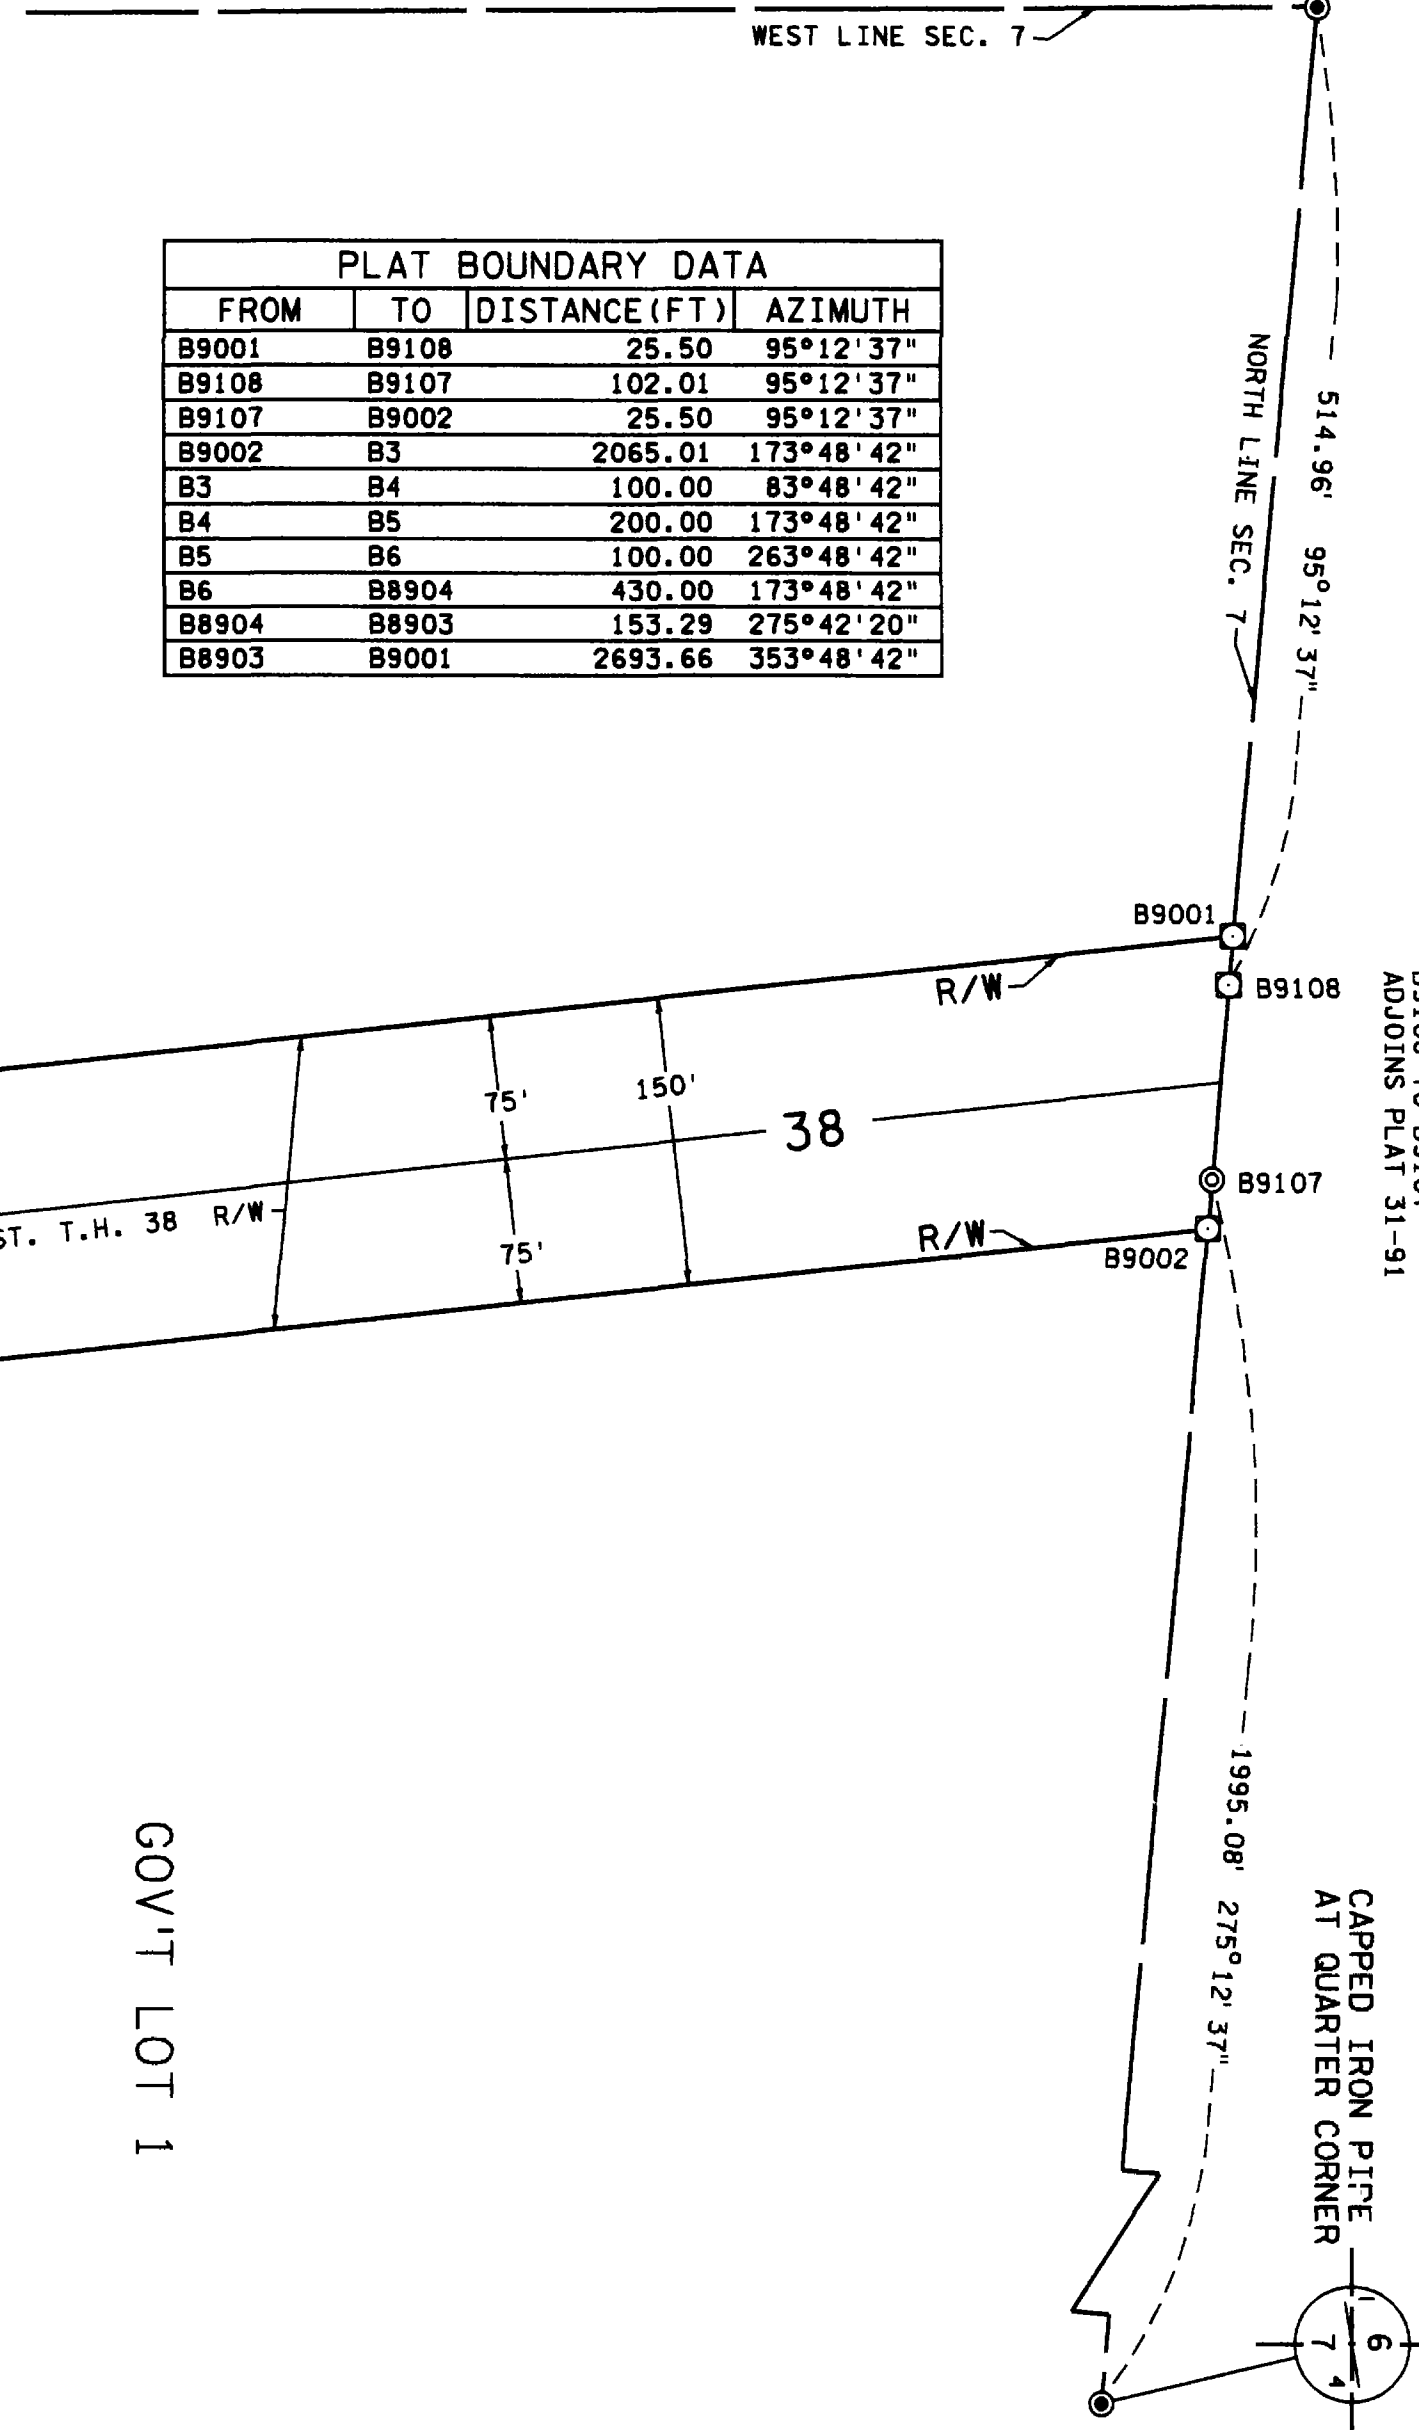 WEST LINE SEC. 7
PLAT BOUNDARY DATA
FROM TO DISTANCE(FT) AZIMUTH
B9001 B9108 25.50 95°12'37"
B9108 B9107 102.01 95°12'37"
B9107 B9002 25.50 95°12'37"
B9002 B3 2065.01 173°48'42"
B3 B4 100.00 83°48'42"
B4 B5 200.00 173°48'42"
B5 B6 100.00 263°48'42"
B6 B8904 430.00 173°48'42"
B8904 B8903 153.29 275°42'20"
B8903 B9001 2693.66 353°48'42"
NORTH LINE SEC. 7
514.96' 95°12'37"
B9001
R/W
B9108
ADJOINS PLAT 31-91
75'
150'
38
B9107
ST. T.H. 38 R/W
75'
R/W
B9002
1995.08' 275°12'37"
GOV'T LOT 1
CAPPED IRON PIPE
AT QUARTER CORNER
1 6
7 4